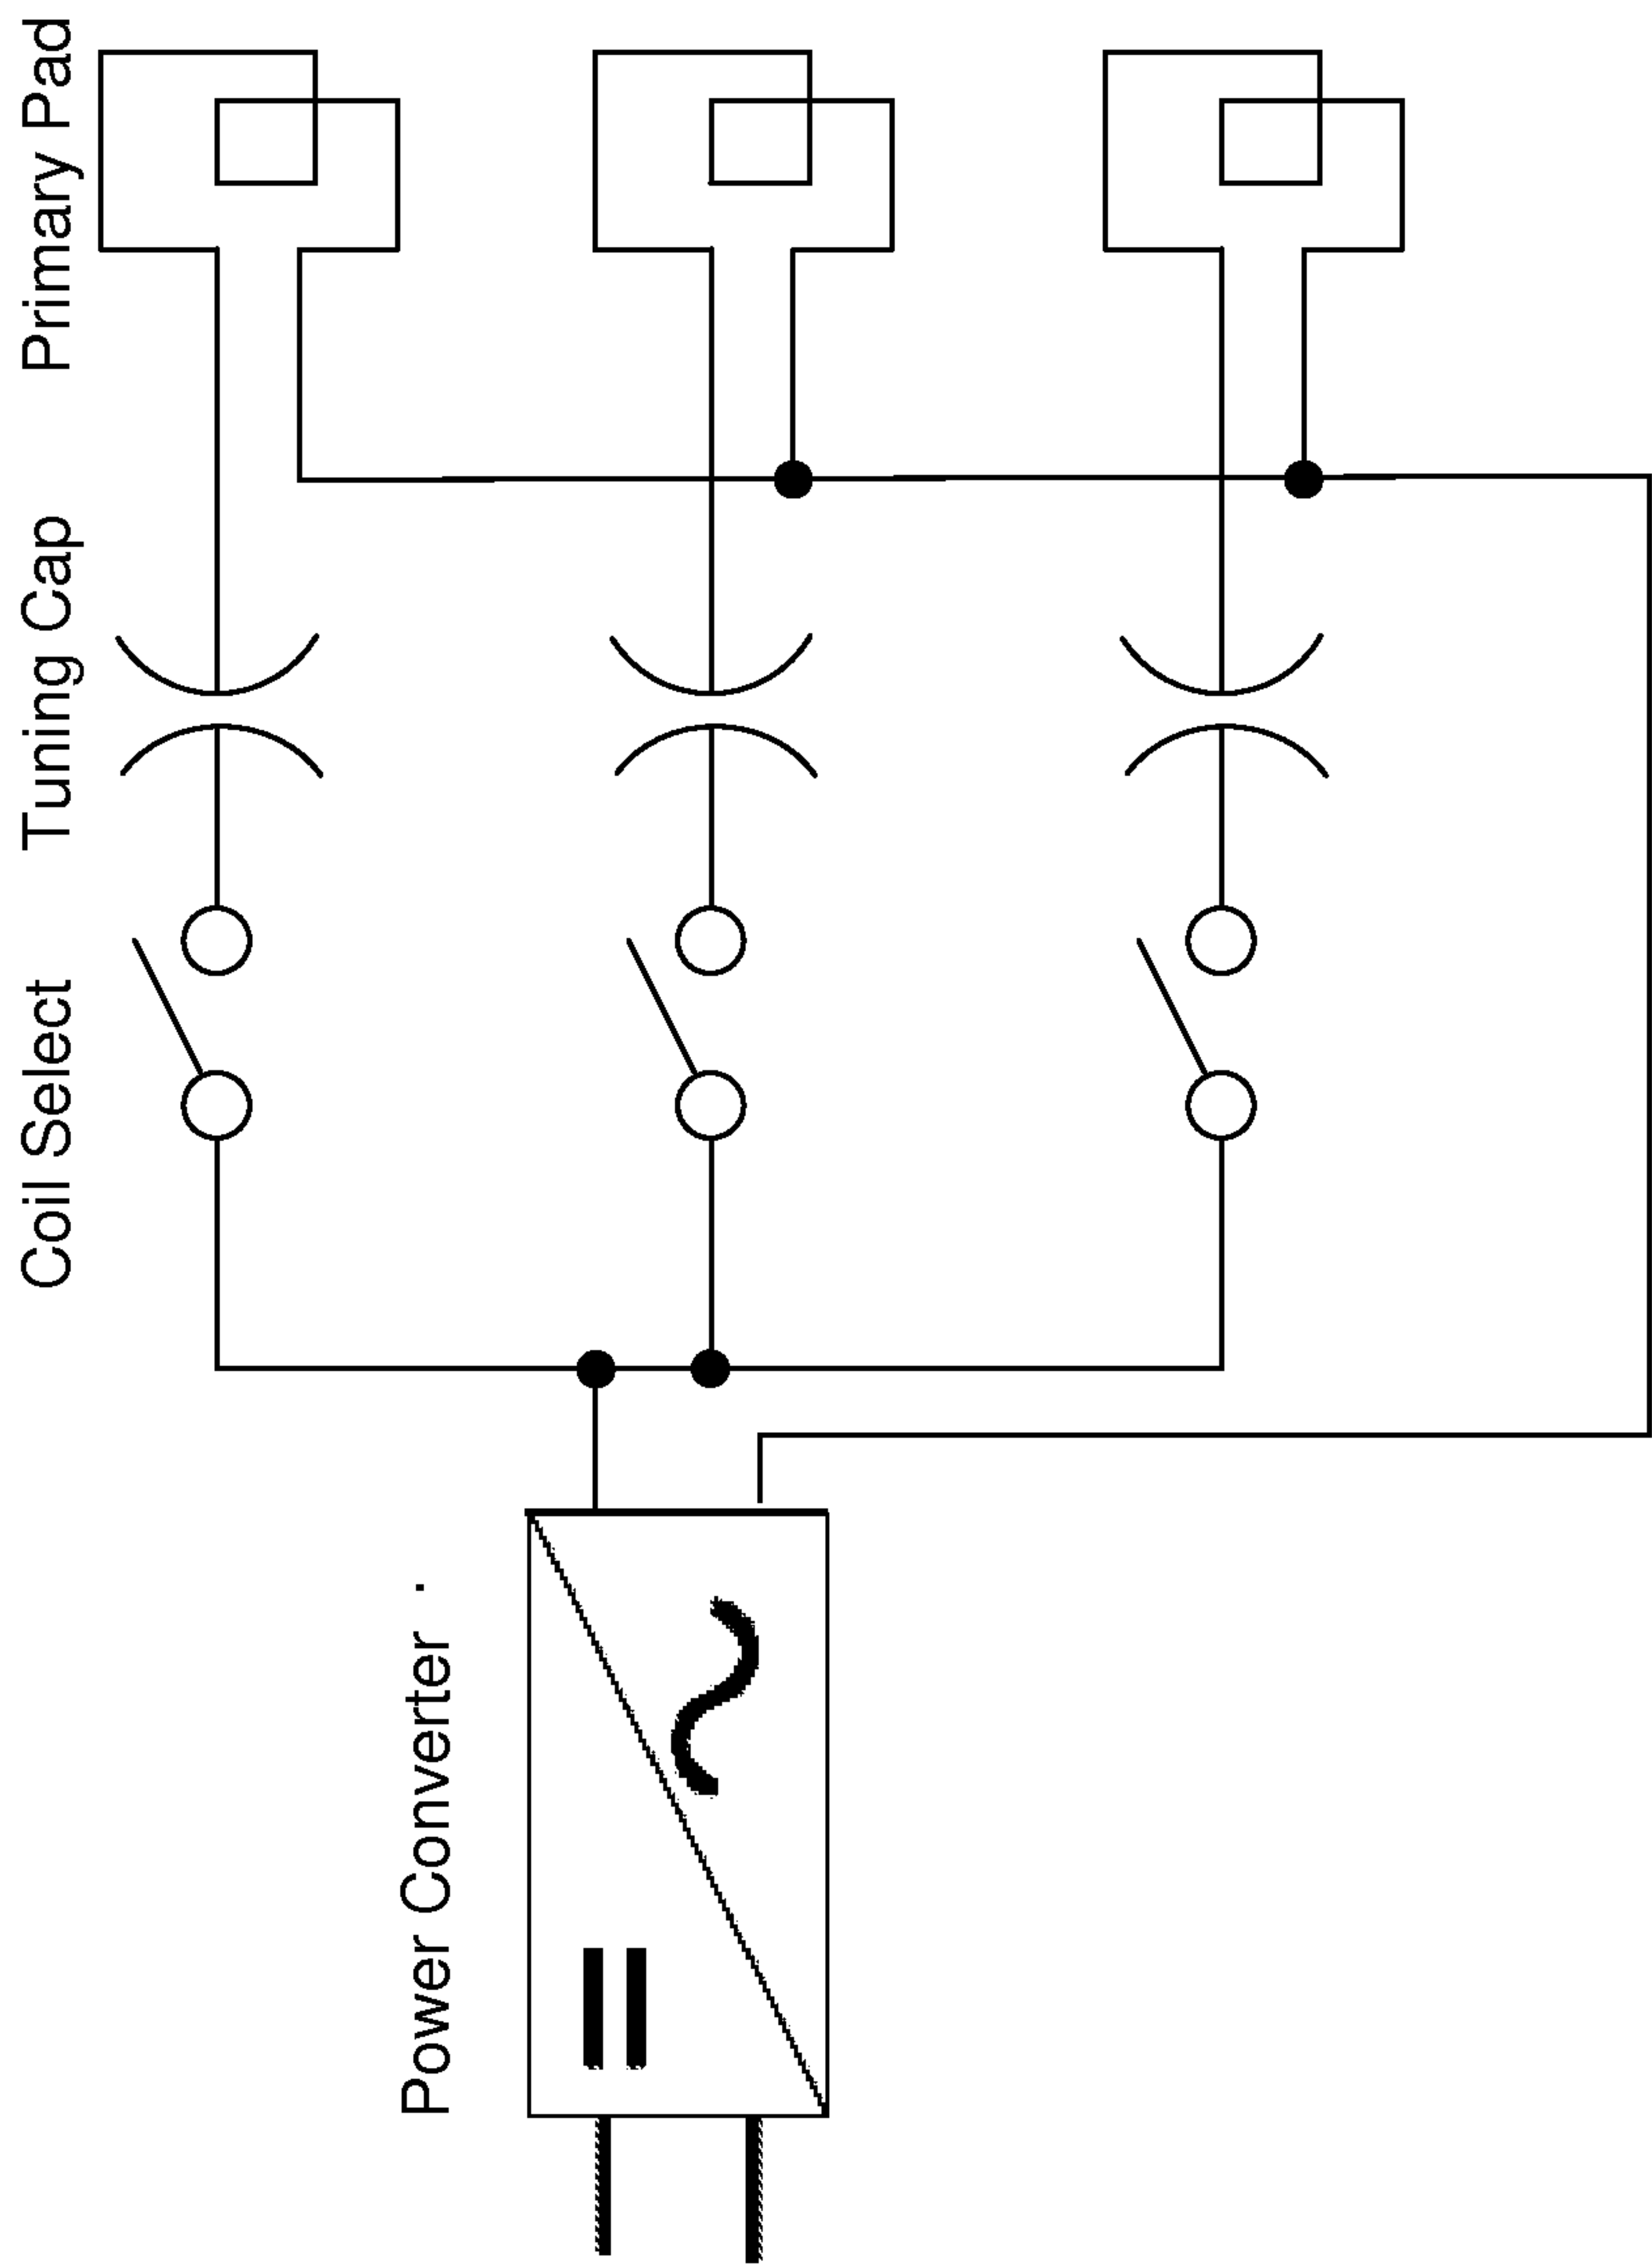 Primary Pad
Tuning Cap
Coil Select
Power Converter .